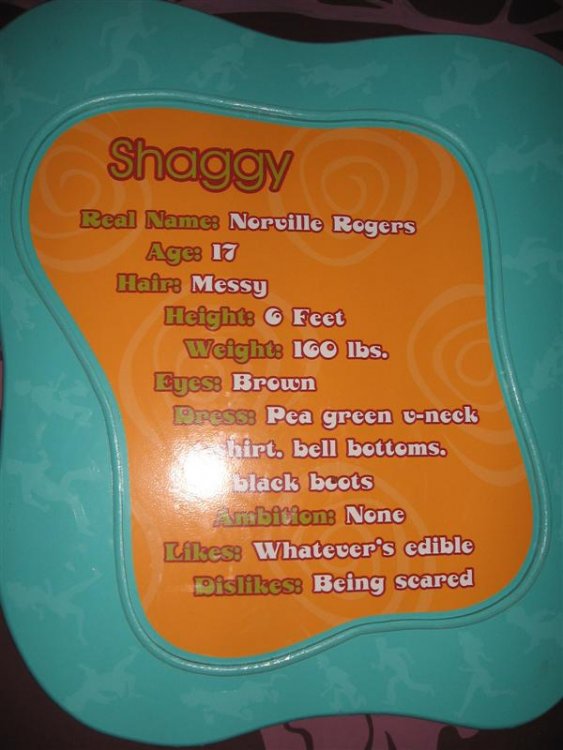 Shaggy
Real Name: Norville Rogers
Age: 17
Hair: Messy
Height: 6 Feet
Weight: 160 lbs.
Eyes: Brown
Dress: Pea green v-neck
shirt. bell bottoms.
black boots
Ambition: None
Likes: Whatever's edible
Dislikes: Being scared